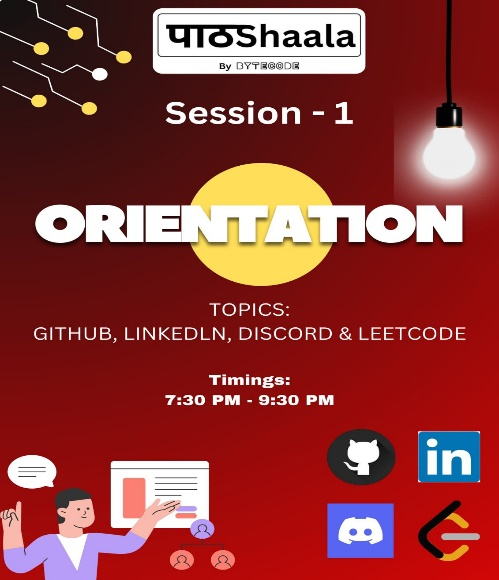 पाठShaala
By BYTECODE
Session - 1
ORIENTATION
TOPICS:
GITHUB, LINKEDLN, DISCORD & LEETCODE
Timings:
7:30 PM - 9:30 PM
in